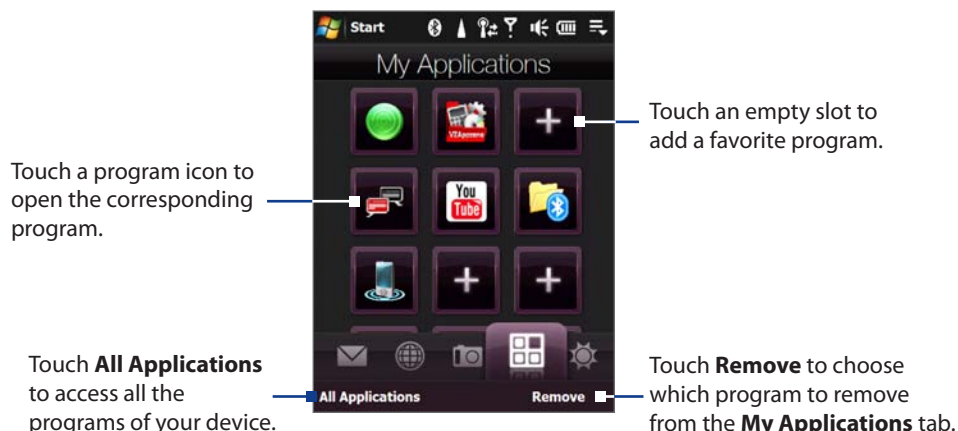 Start
My Applications
Touch an empty slot to
add a favorite program.
VZAppzone
Touch a program icon to
open the corresponding
program.
You
Tube
Touch All Applications
to access all the
programs of your device.
All Applications
Remove
Touch Remove to choose
which program to remove
from the My Applications tab.